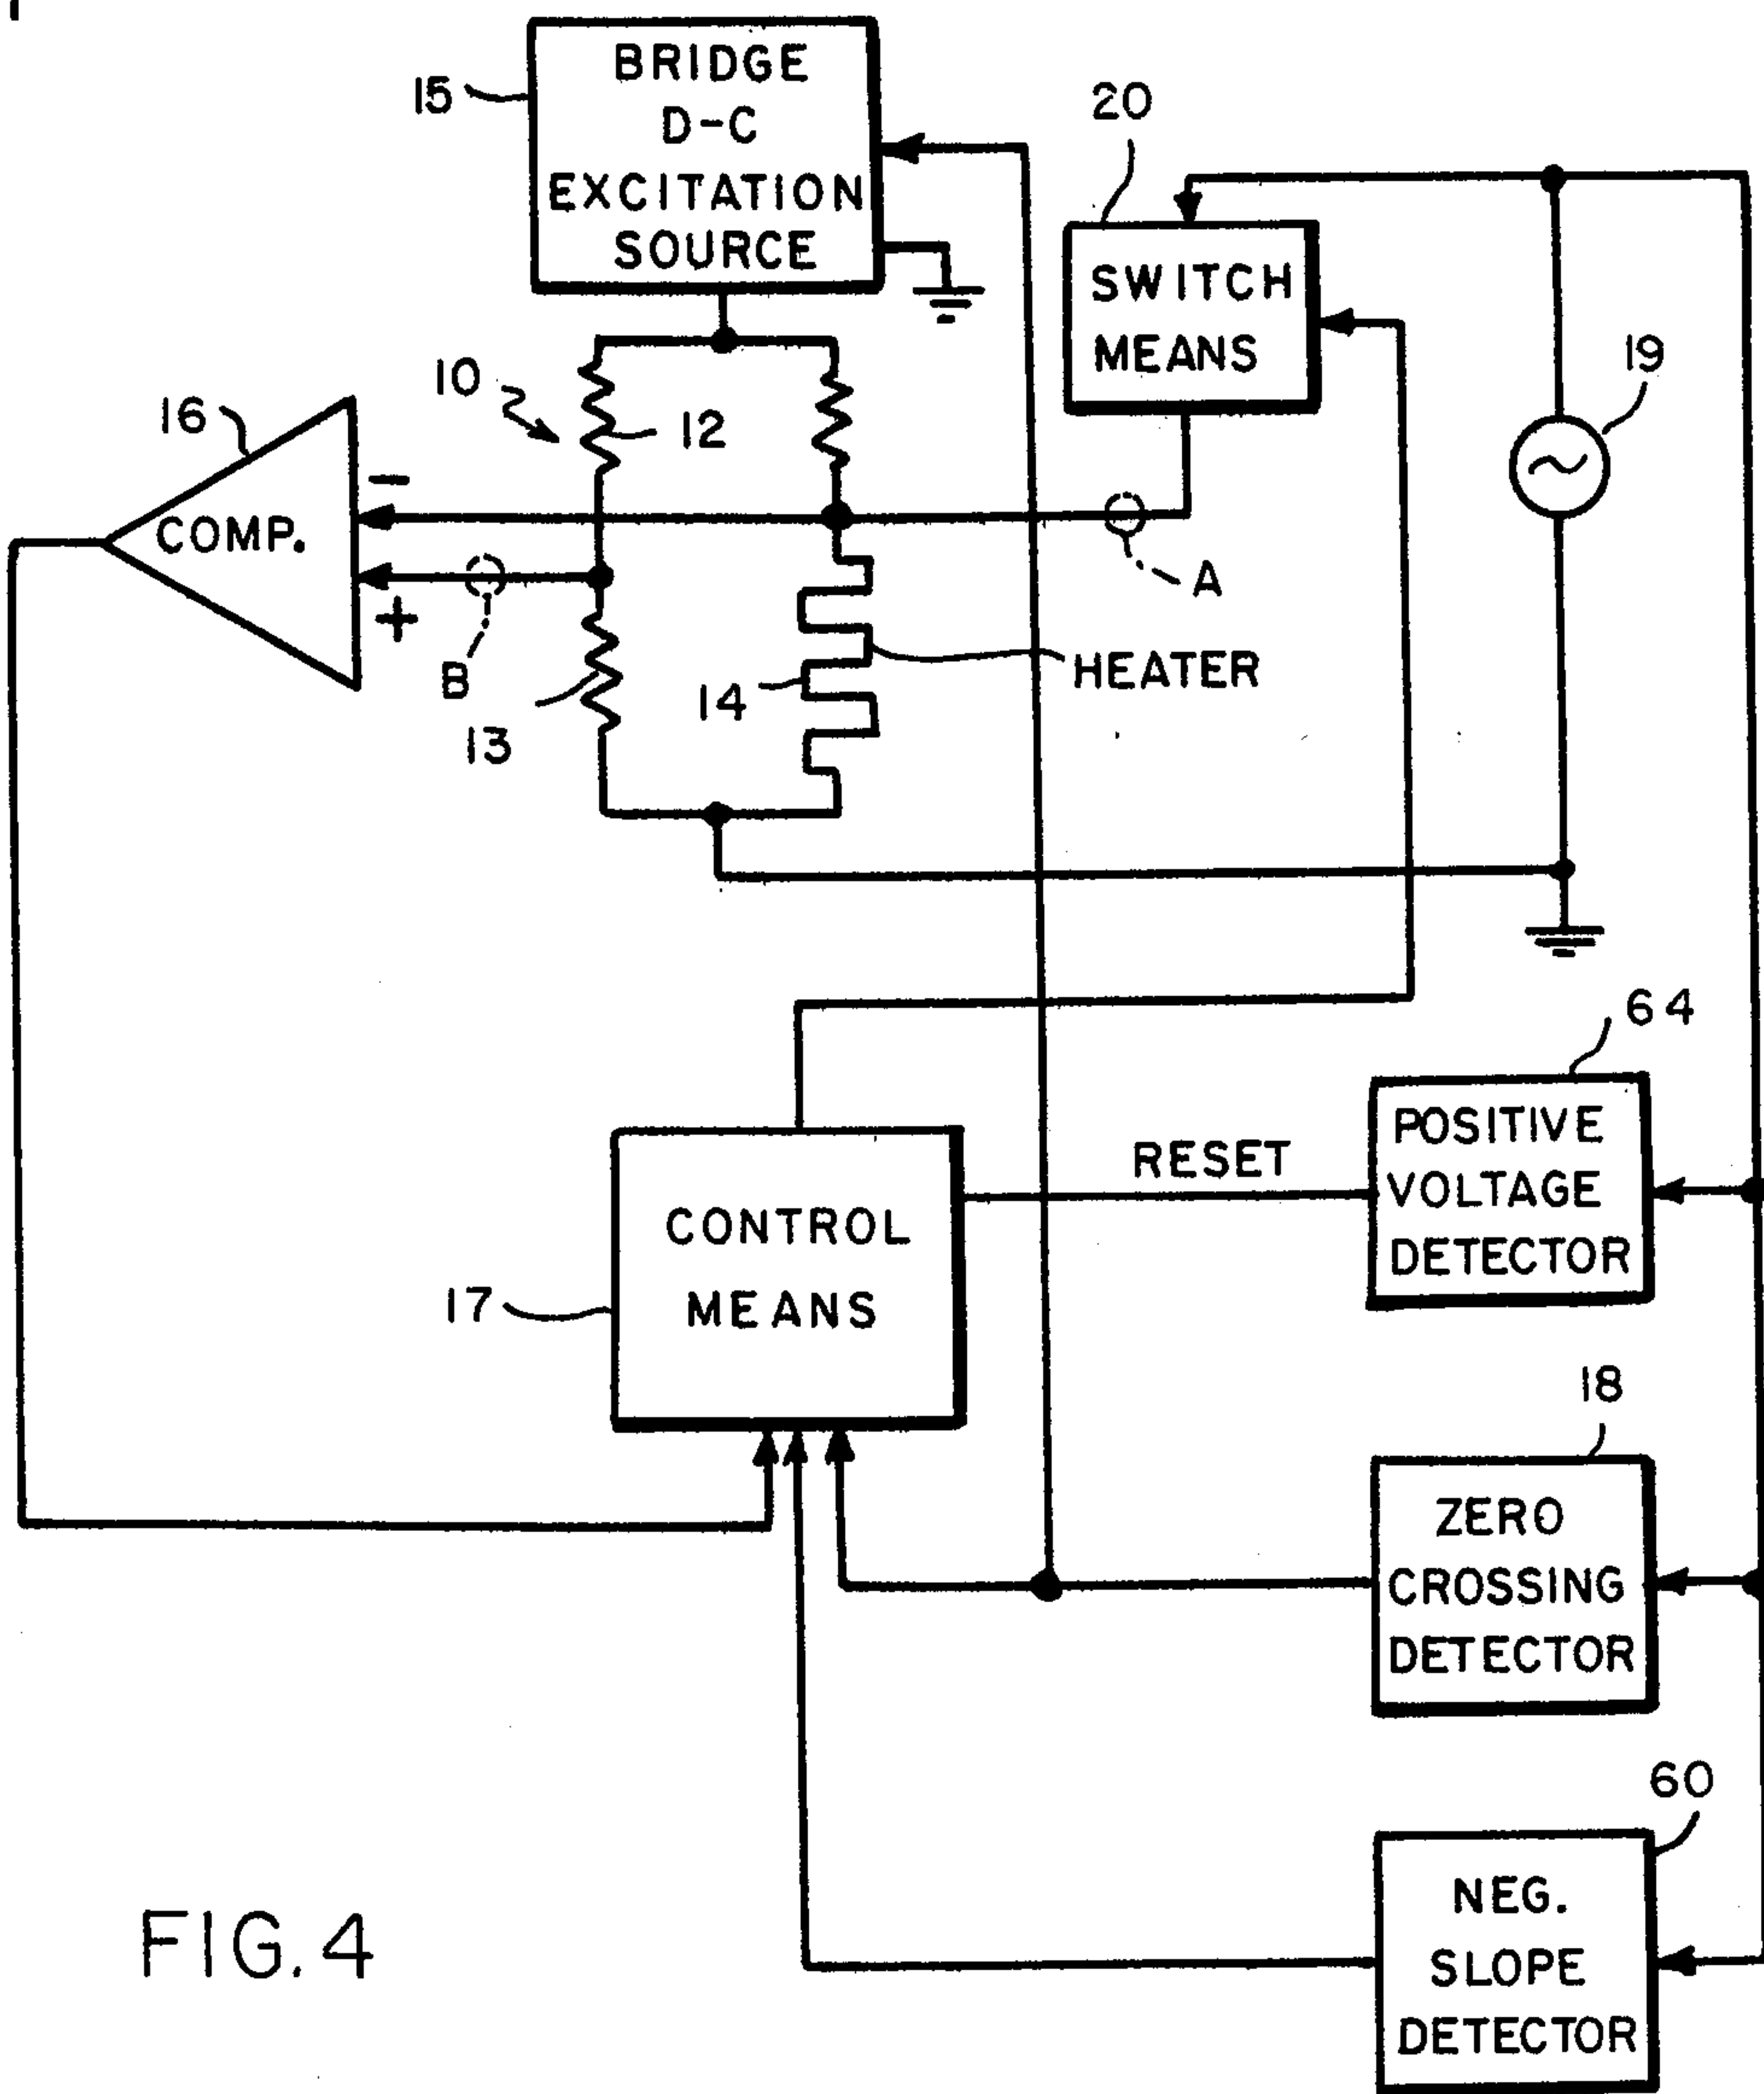 BRIDGE
D-C
EXCITATION
SOURCE
15
20
SWITCH
MEANS
19
10
12
16
COMP.
-
+
A
B
13
14
HEATER
64
POSITIVE
VOLTAGE
DETECTOR
RESET
CONTROL
MEANS
17
18
ZERO
CROSSING
DETECTOR
60
NEG.
SLOPE
DETECTOR
FIG.4